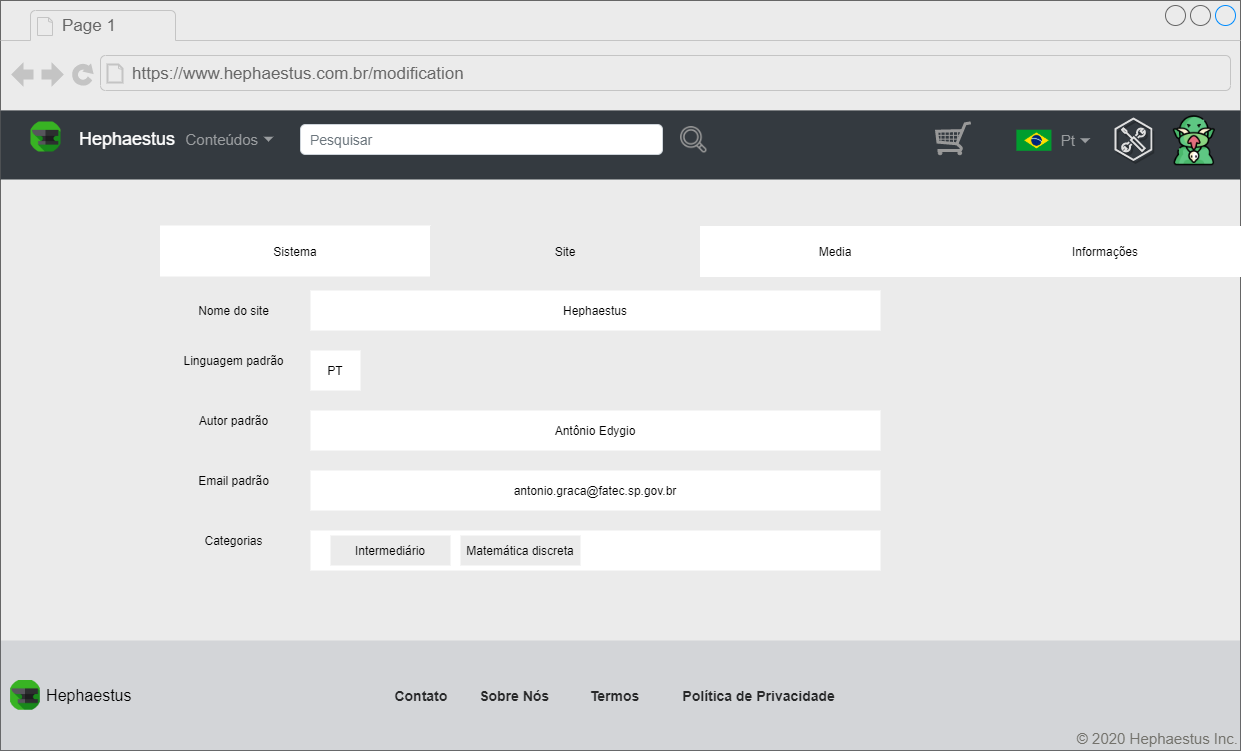 Page 1
https://www.hephaestus.com.br/modification
Hephaestus Conteúdos Pesquisar Pt
Sistema Site Media Informações
Nome do site Hephaestus
Linguagem padrão PT
Autor padrão Antônio Edygio
Email padrão antonio.graca@fatec.sp.gov.br
Categorias Intermediário Matemática discreta
Hephaestus Contato Sobre Nós Termos Política de Privacidade
© 2020 Hephaestus Inc.